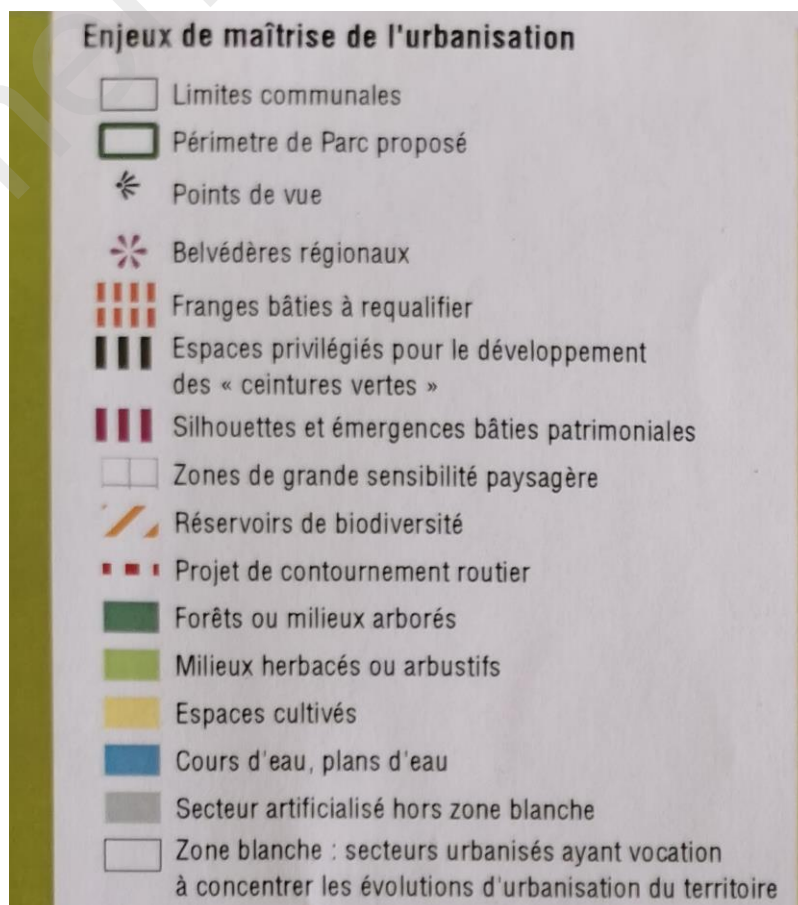 Enjeux de maîtrise de l'urbanisation
Limites communales
Périmetre de Parc proposé
Points de vue
Belvédères régionaux
Franges bâties à requalifier
Espaces privilégiés pour le développement
des « ceintures vertes »
Silhouettes et émergences bâties patrimoniales
Zones de grande sensibilité paysagère
Réservoirs de biodiversité
Projet de contournement routier
Forêts ou milieux arborés
Milieux herbacés ou arbustifs
Espaces cultivés
Cours d'eau, plans d'eau
Secteur artificialisé hors zone blanche
Zone blanche : secteurs urbanisés ayant vocation
à concentrer les évolutions d'urbanisation du territoire